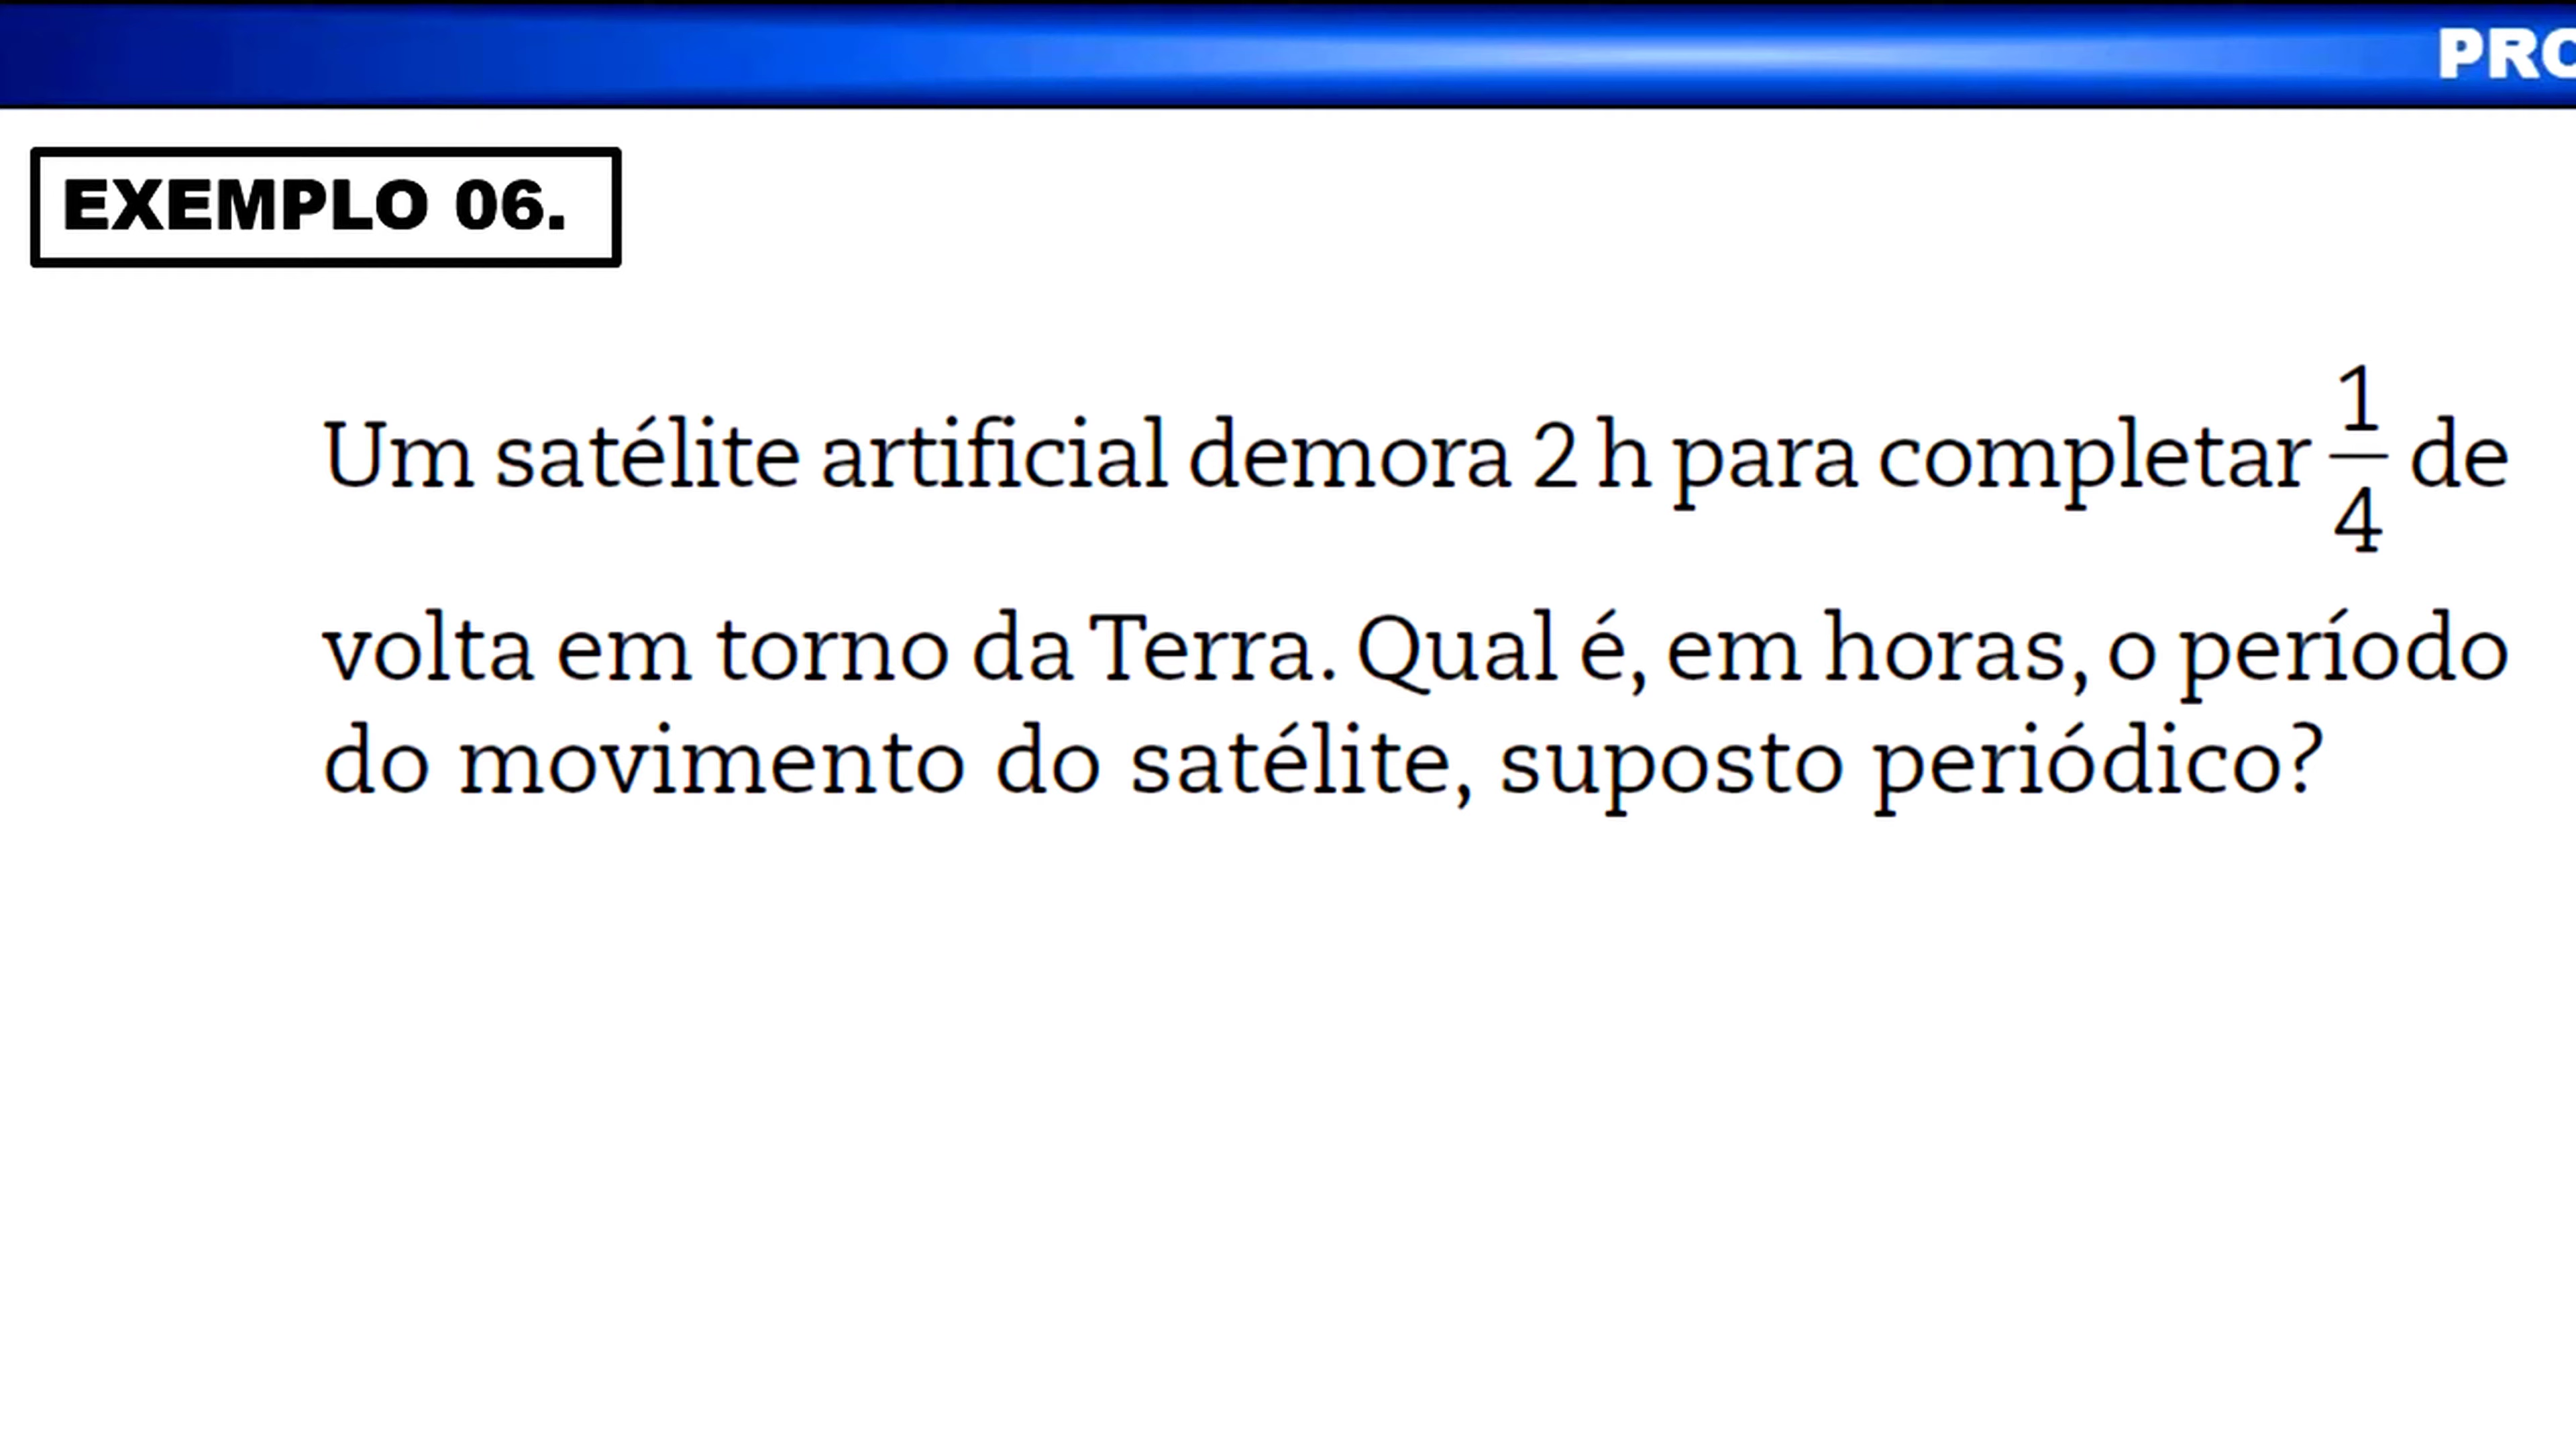 PRO
EXEMPLO 06.
Um satélite artificial demora 2 h para completar 1/4 de
volta em torno da Terra. Qual é, em horas, o período
do movimento do satélite, suposto periódico?